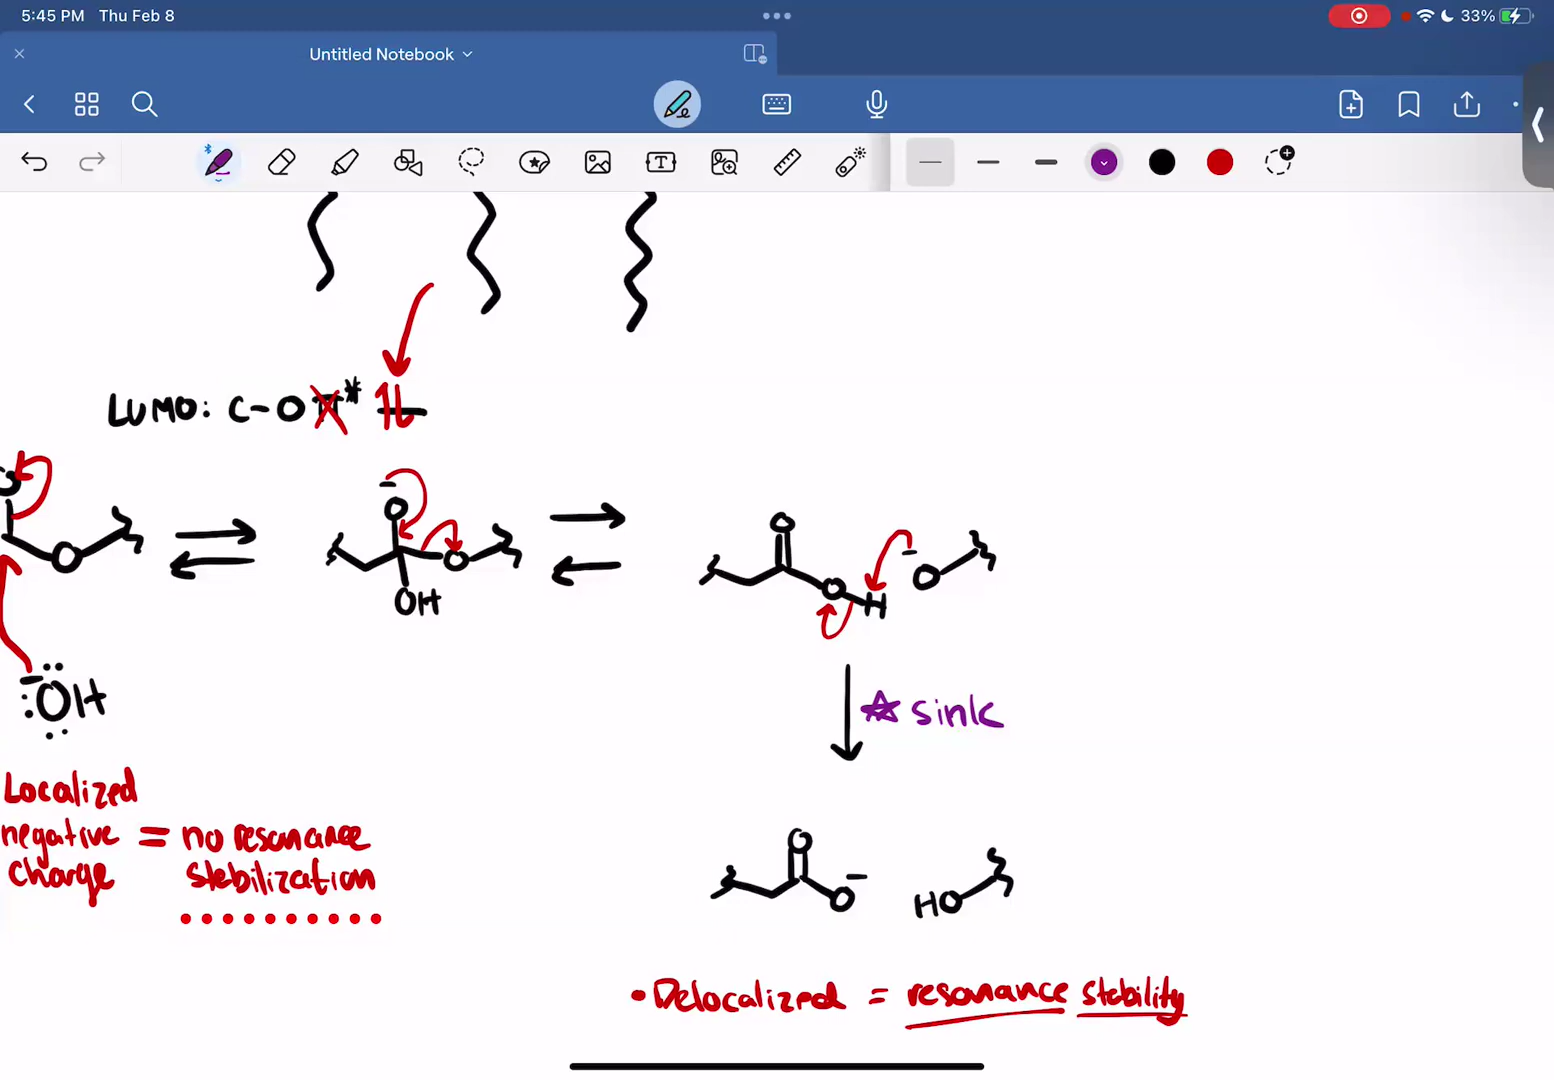 5:45 PM Thu Feb 8
33%
Untitled Notebook
T
LUMO: C-O π*
O
O
-
O
O
OH
O
O
H
-
O
-
:OH
sink
Localized
negative = no resonance
charge stabilization
O
O-
HO
• Delocalized = resonance stability